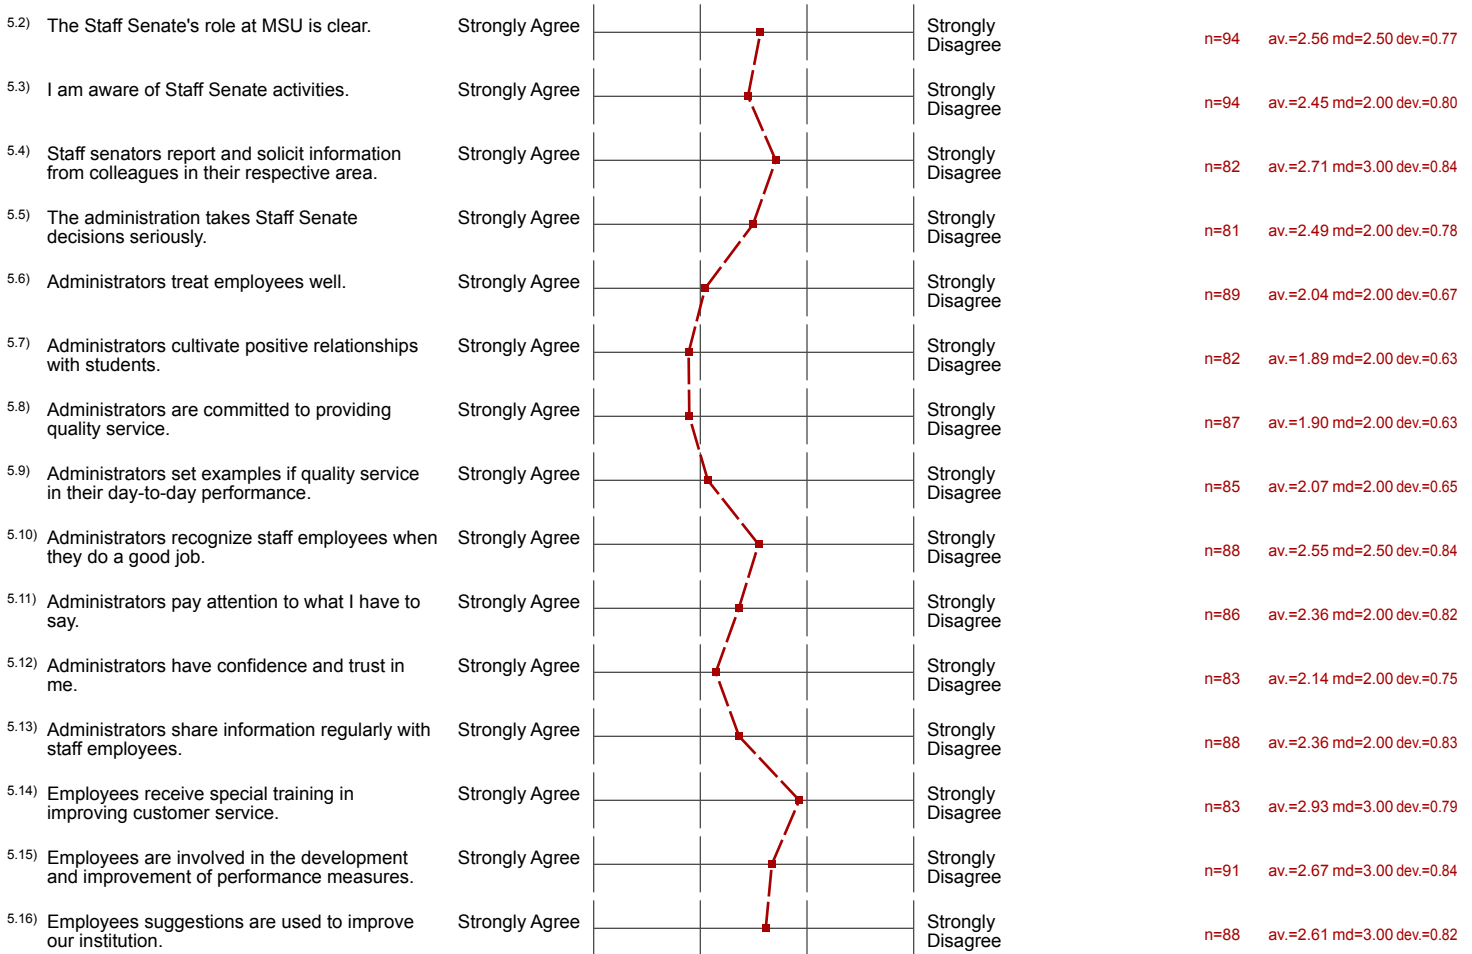 5.2) The Staff Senate's role at MSU is clear. Strongly Agree Strongly
Disagree n=94 av.=2.56 md=2.50 dev.=0.77
5.3) I am aware of Staff Senate activities. Strongly Agree Strongly
Disagree n=94 av.=2.45 md=2.00 dev.=0.80
5.4) Staff senators report and solicit information Strongly Agree Strongly
from colleagues in their respective area. Disagree n=82 av.=2.71 md=3.00 dev.=0.84
5.5) The administration takes Staff Senate Strongly Agree Strongly
decisions seriously. Disagree n=81 av.=2.49 md=2.00 dev.=0.78
5.6) Administrators treat employees well. Strongly Agree Strongly
Disagree n=89 av.=2.04 md=2.00 dev.=0.67
5.7) Administrators cultivate positive relationships Strongly Agree Strongly
with students. Disagree n=82 av.=1.89 md=2.00 dev.=0.63
5.8) Administrators are committed to providing Strongly Agree Strongly
quality service. Disagree n=87 av.=1.90 md=2.00 dev.=0.63
5.9) Administrators set examples if quality service Strongly Agree Strongly
in their day-to-day performance. Disagree n=85 av.=2.07 md=2.00 dev.=0.65
5.10) Administrators recognize staff employees when Strongly Agree Strongly
they do a good job. Disagree n=88 av.=2.55 md=2.50 dev.=0.84
5.11) Administrators pay attention to what I have to Strongly Agree Strongly
say. Disagree n=86 av.=2.36 md=2.00 dev.=0.82
5.12) Administrators have confidence and trust in Strongly Agree Strongly
me. Disagree n=83 av.=2.14 md=2.00 dev.=0.75
5.13) Administrators share information regularly with Strongly Agree Strongly
staff employees. Disagree n=88 av.=2.36 md=2.00 dev.=0.83
5.14) Employees receive special training in Strongly Agree Strongly
improving customer service. Disagree n=83 av.=2.93 md=3.00 dev.=0.79
5.15) Employees are involved in the development Strongly Agree Strongly
and improvement of performance measures. Disagree n=91 av.=2.67 md=3.00 dev.=0.84
5.16) Employees suggestions are used to improve Strongly Agree Strongly
our institution. Disagree n=88 av.=2.61 md=3.00 dev.=0.82